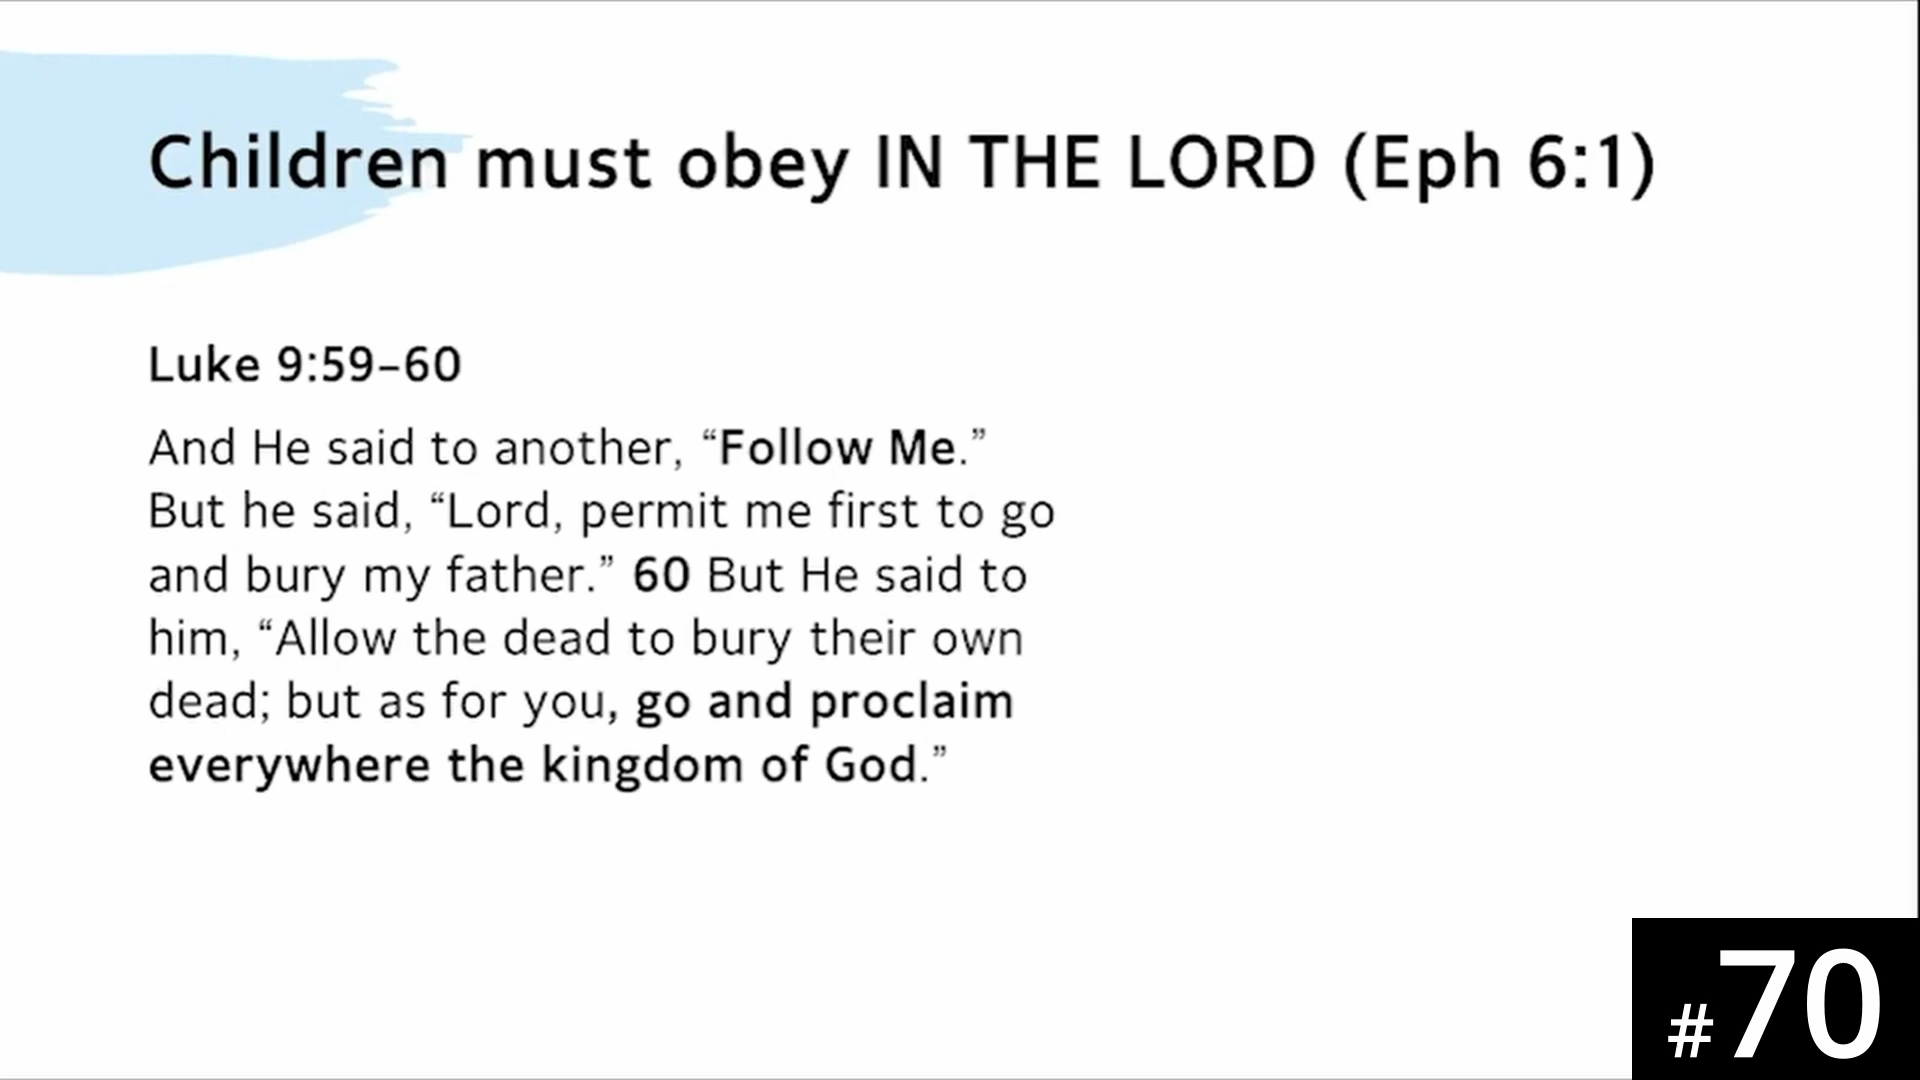 Children must obey IN THE LORD (Eph 6:1)
Luke 9:59–60
And He said to another, “Follow Me.”
But he said, “Lord, permit me first to go
and bury my father.” 60 But He said to
him, “Allow the dead to bury their own
dead; but as for you, go and proclaim
everywhere the kingdom of God.”
#70